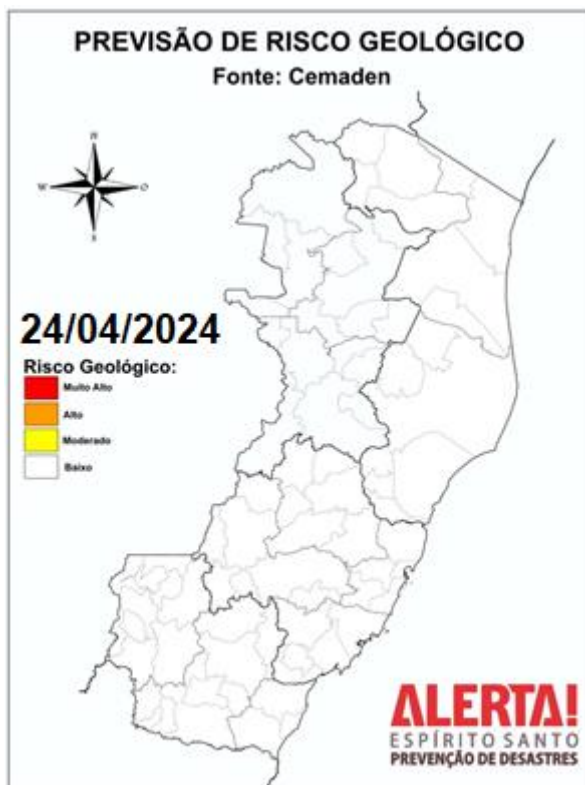 PREVISÃO DE RISCO GEOLÓGICO
Fonte: Cemaden
N
W
O
S
24/04/2024
Risco Geológico:
Muito Alto
Alto
Moderado
Baixo
ALERTA!
ESPÍRITO SANTO
PREVENÇÃO DE DESASTRES